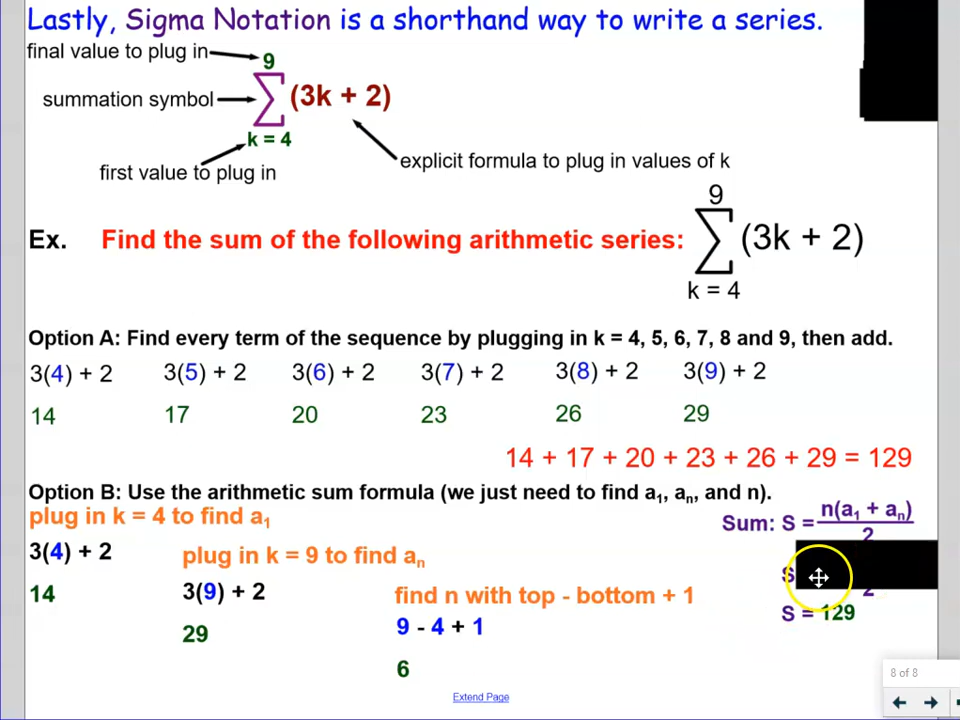 Lastly, Sigma Notation is a shorthand way to write a series.
final value to plug in
9
summation symbol
∑ (3k + 2)
k = 4
first value to plug in
explicit formula to plug in values of k
9
Ex. Find the sum of the following arithmetic series: ∑ (3k + 2)
k = 4
Option A: Find every term of the sequence by plugging in k = 4, 5, 6, 7, 8 and 9, then add.
3(4) + 2 3(5) + 2 3(6) + 2 3(7) + 2 3(8) + 2 3(9) + 2
14 17 20 23 26 29
14 + 17 + 20 + 23 + 26 + 29 = 129
Option B: Use the arithmetic sum formula (we just need to find a₁, aₙ, and n).
plug in k = 4 to find a₁
3(4) + 2
14
plug in k = 9 to find aₙ
3(9) + 2
29
find n with top - bottom + 1
9 - 4 + 1
6
Sum: S = n(a₁ + aₙ)
2
S
2
S = 129
8 of 8
Extend Page